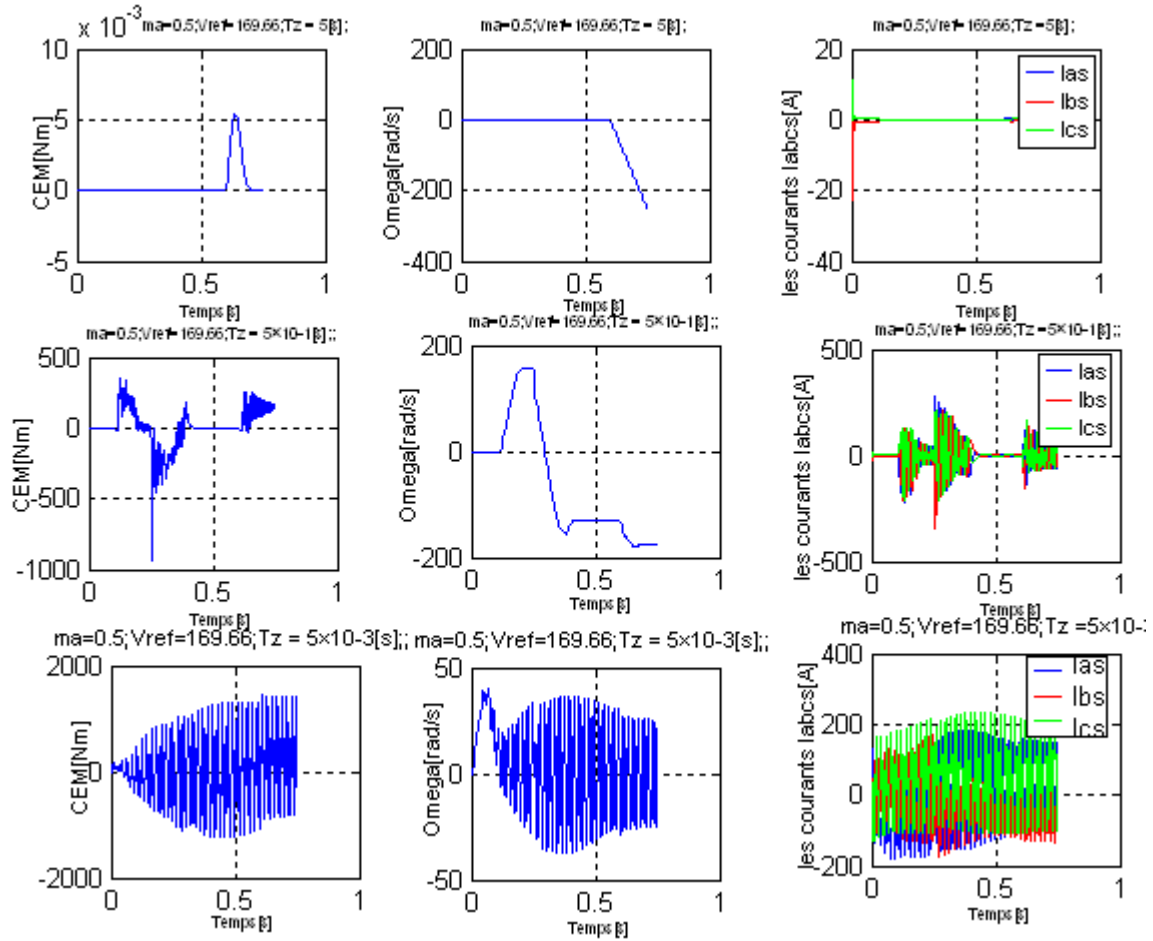 x 10-3
ma=0.5;Vref=169.66;Tz = 5[s];
10
5
0
-5
CEM[Nm]
0 0.5 1
Temps[s]
ma=0.5;Vref=169.66;Tz = 5[s];
200
0
-200
-400
Omega[rad/s]
0 0.5 1
Temps[s]
ma=0.5;Vref=169.66;Tz = 5[s];
20
0
20
40
les courants Iabcs[A]
Ias
Ibs
Ics
0 0.5 1
Temps[s]
ma=0.5;Vref=169.66;Tz = 5×10-1[s];;
500
0
-500
-1000
CEM[Nm]
0 0.5 1
Temps[s]
ma=0.5;Vref=169.66;Tz = 5×10-1[s];;
200
0
-200
Omega[rad/s]
0 0.5 1
Temps[s]
ma=0.5;Vref=169.66;Tz =5×10-1[s];;
500
0
-500
les courants Iabcs[A]
Ias
Ibs
Ics
0 0.5 1
Temps[s]
ma=0.5;Vref=169.66;Tz = 5×10-3[s];;
2000
0
-2000
CEM[Nm]
0 0.5 1
Temps[s]
ma=0.5;Vref=169.66;Tz = 5×10-3[s];;
50
0
-50
Omega[rad/s]
0 0.5 1
Temps[s]
ma=0.5;Vref=169.66;Tz =5×10-
400
200
0
-200
les courants Iabcs[A]
Ias
Ibs
Ics
0 0.5 1
Temps[s]